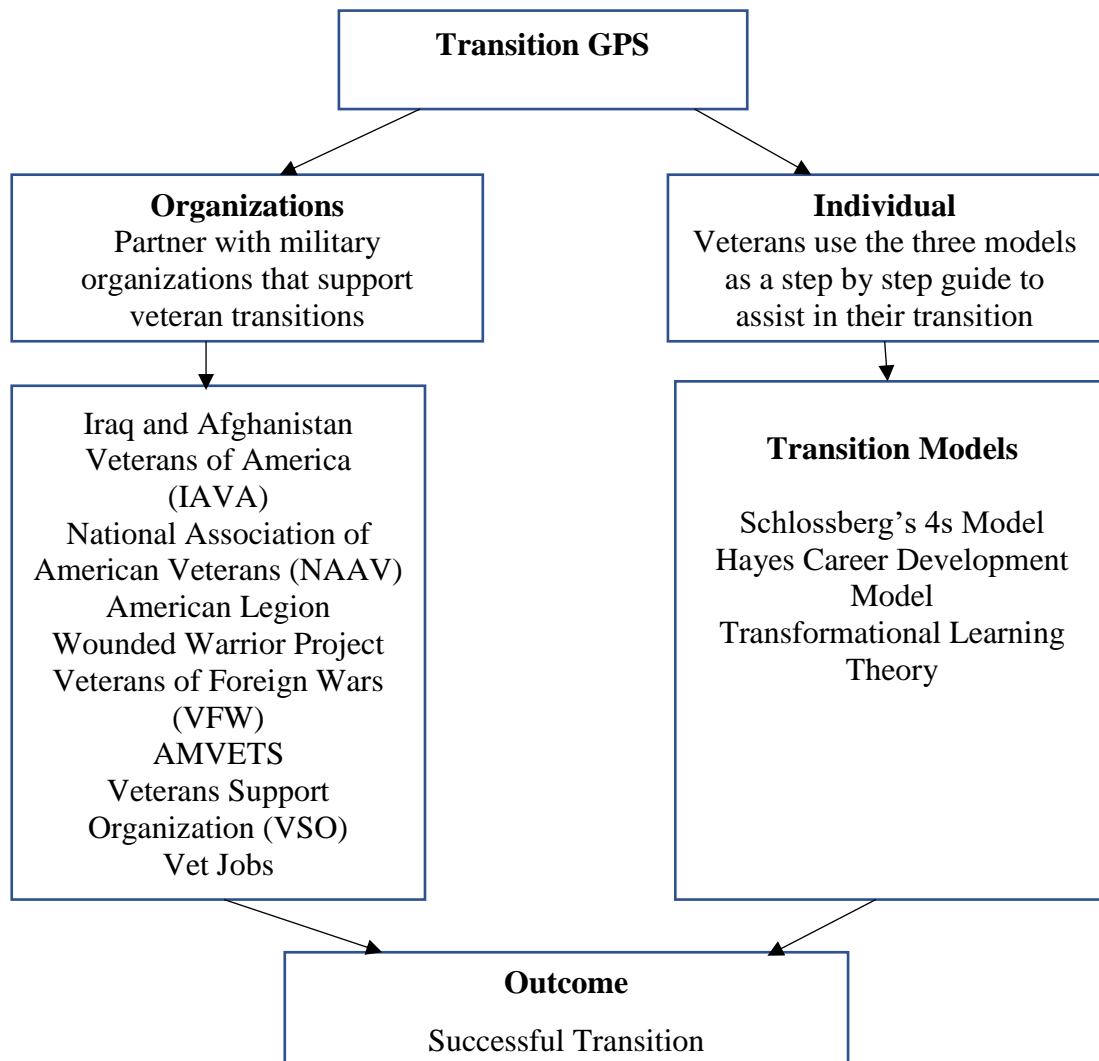 Transition GPS
Organizations
Partner with military
organizations that support
veteran transitions
Individual
Veterans use the three models
as a step by step guide to
assist in their transition
Iraq and Afghanistan
Veterans of America
(IAVA)
National Association of
American Veterans (NAAV)
American Legion
Wounded Warrior Project
Veterans of Foreign Wars
(VFW)
AMVETS
Veterans Support
Organization (VSO)
Vet Jobs
Transition Models
Schlossberg’s 4s Model
Hayes Career Development
Model
Transformational Learning
Theory
Outcome
Successful Transition